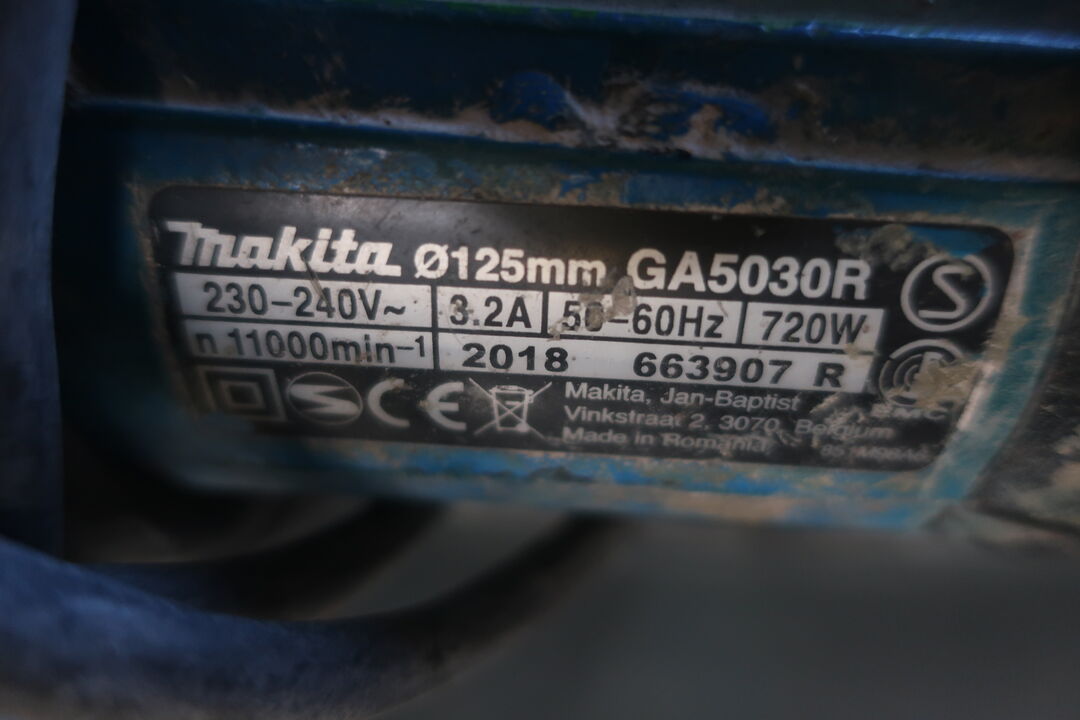 makita Ø125mm GA5030R
230-240V~ 3.2A 50-60Hz 720W
n 11000min-1 2018 663907 R
CE Makita, Jan-Baptist
Vinkstraat 2, 3070, Belgium
Made in Romania